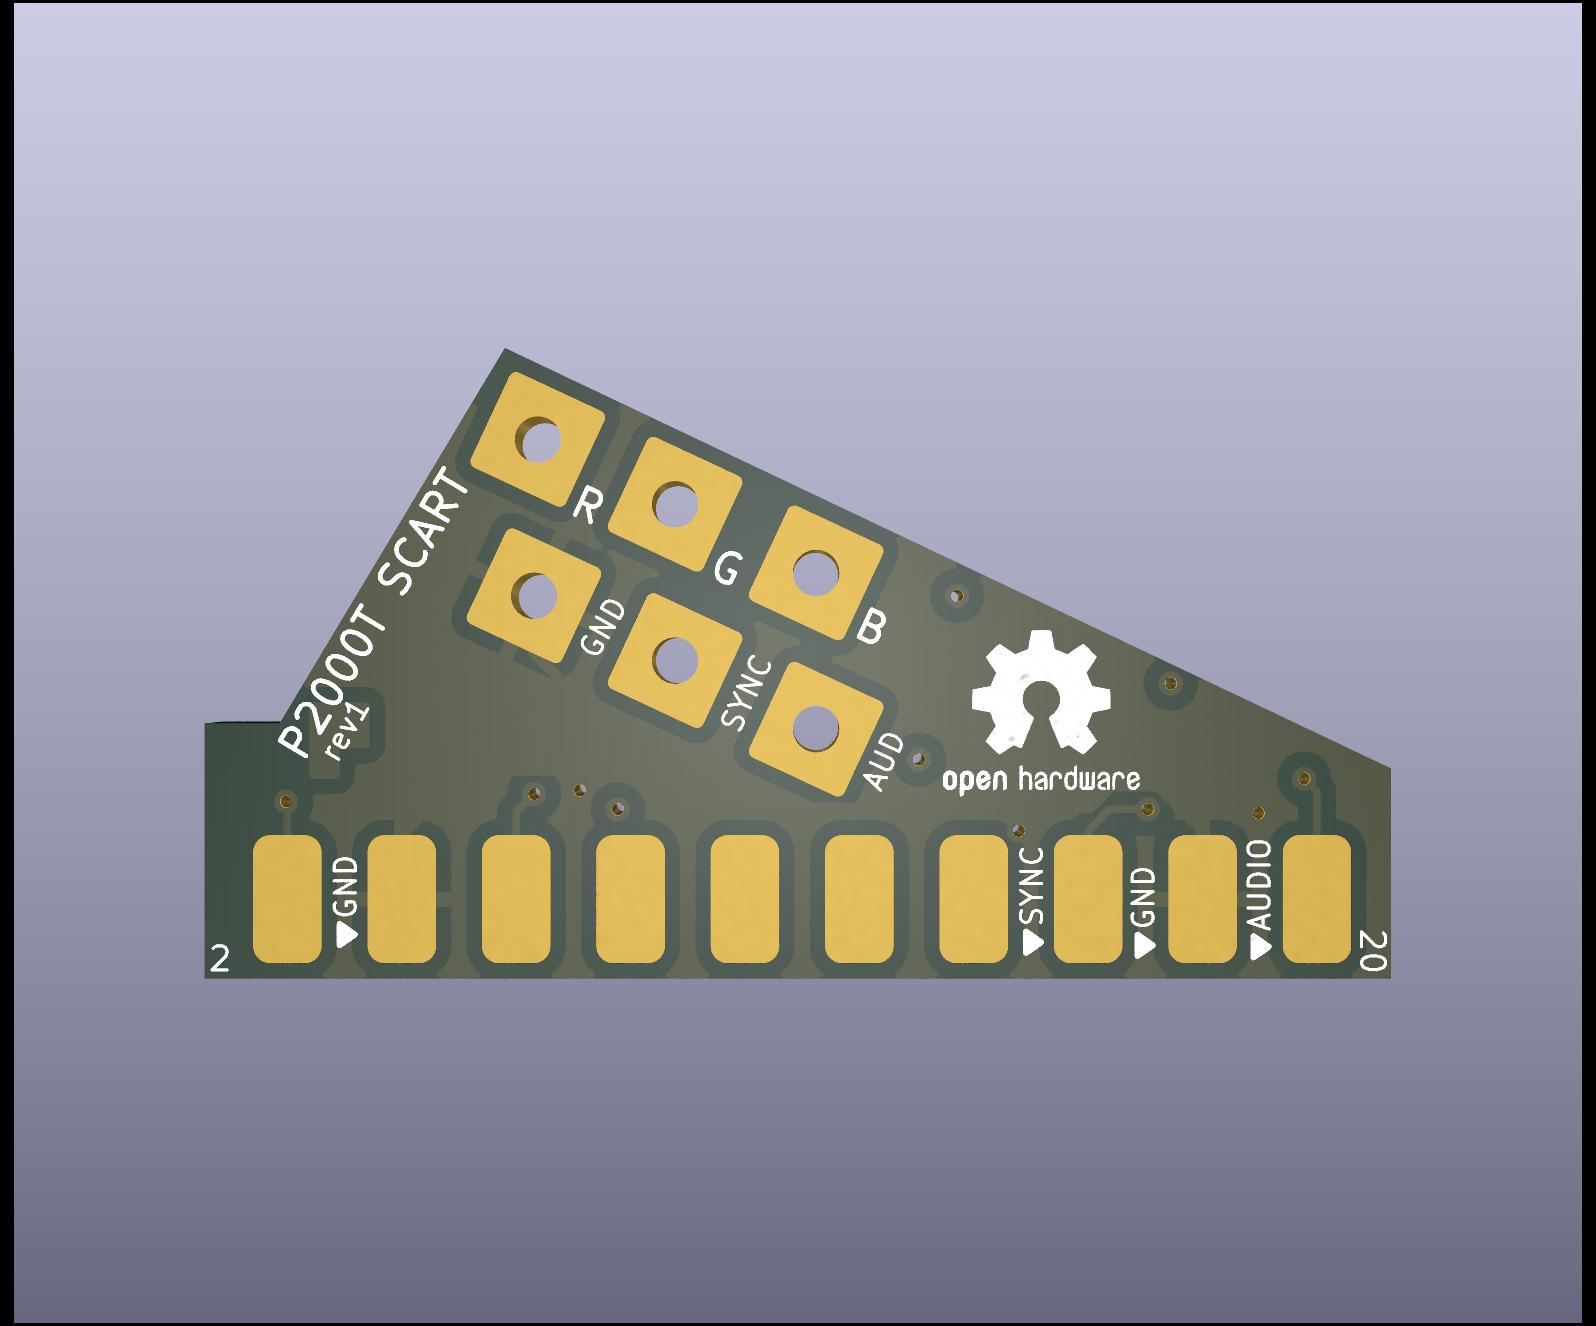 P2000T SCART
rev1
R
G
B
GND
SYNC
AUD
open hardware
GND
SYNC
GND
AUDIO
2
20